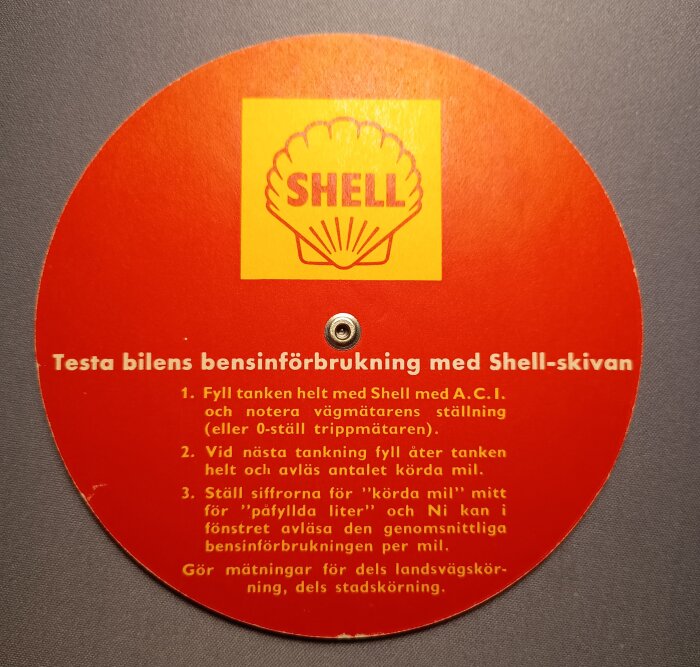 SHELL
Testa bilens bensinförbrukning med Shell-skivan
1. Fyll tanken helt med Shell med A.C.I.
och notera vägmätarens ställning
(eller 0-ställ trippmätaren).
2. Vid nästa tankning fyll åter tanken
helt och avläs antalet körda mil.
3. Ställ siffrorna för "körda mil" mitt
för "påfyllda liter" och Ni kan i
fönstret avläsa den genomsnittliga
bensinförbrukningen per mil.
Gör mätningar för dels landsvägskör-
ning, dels stadskörning.